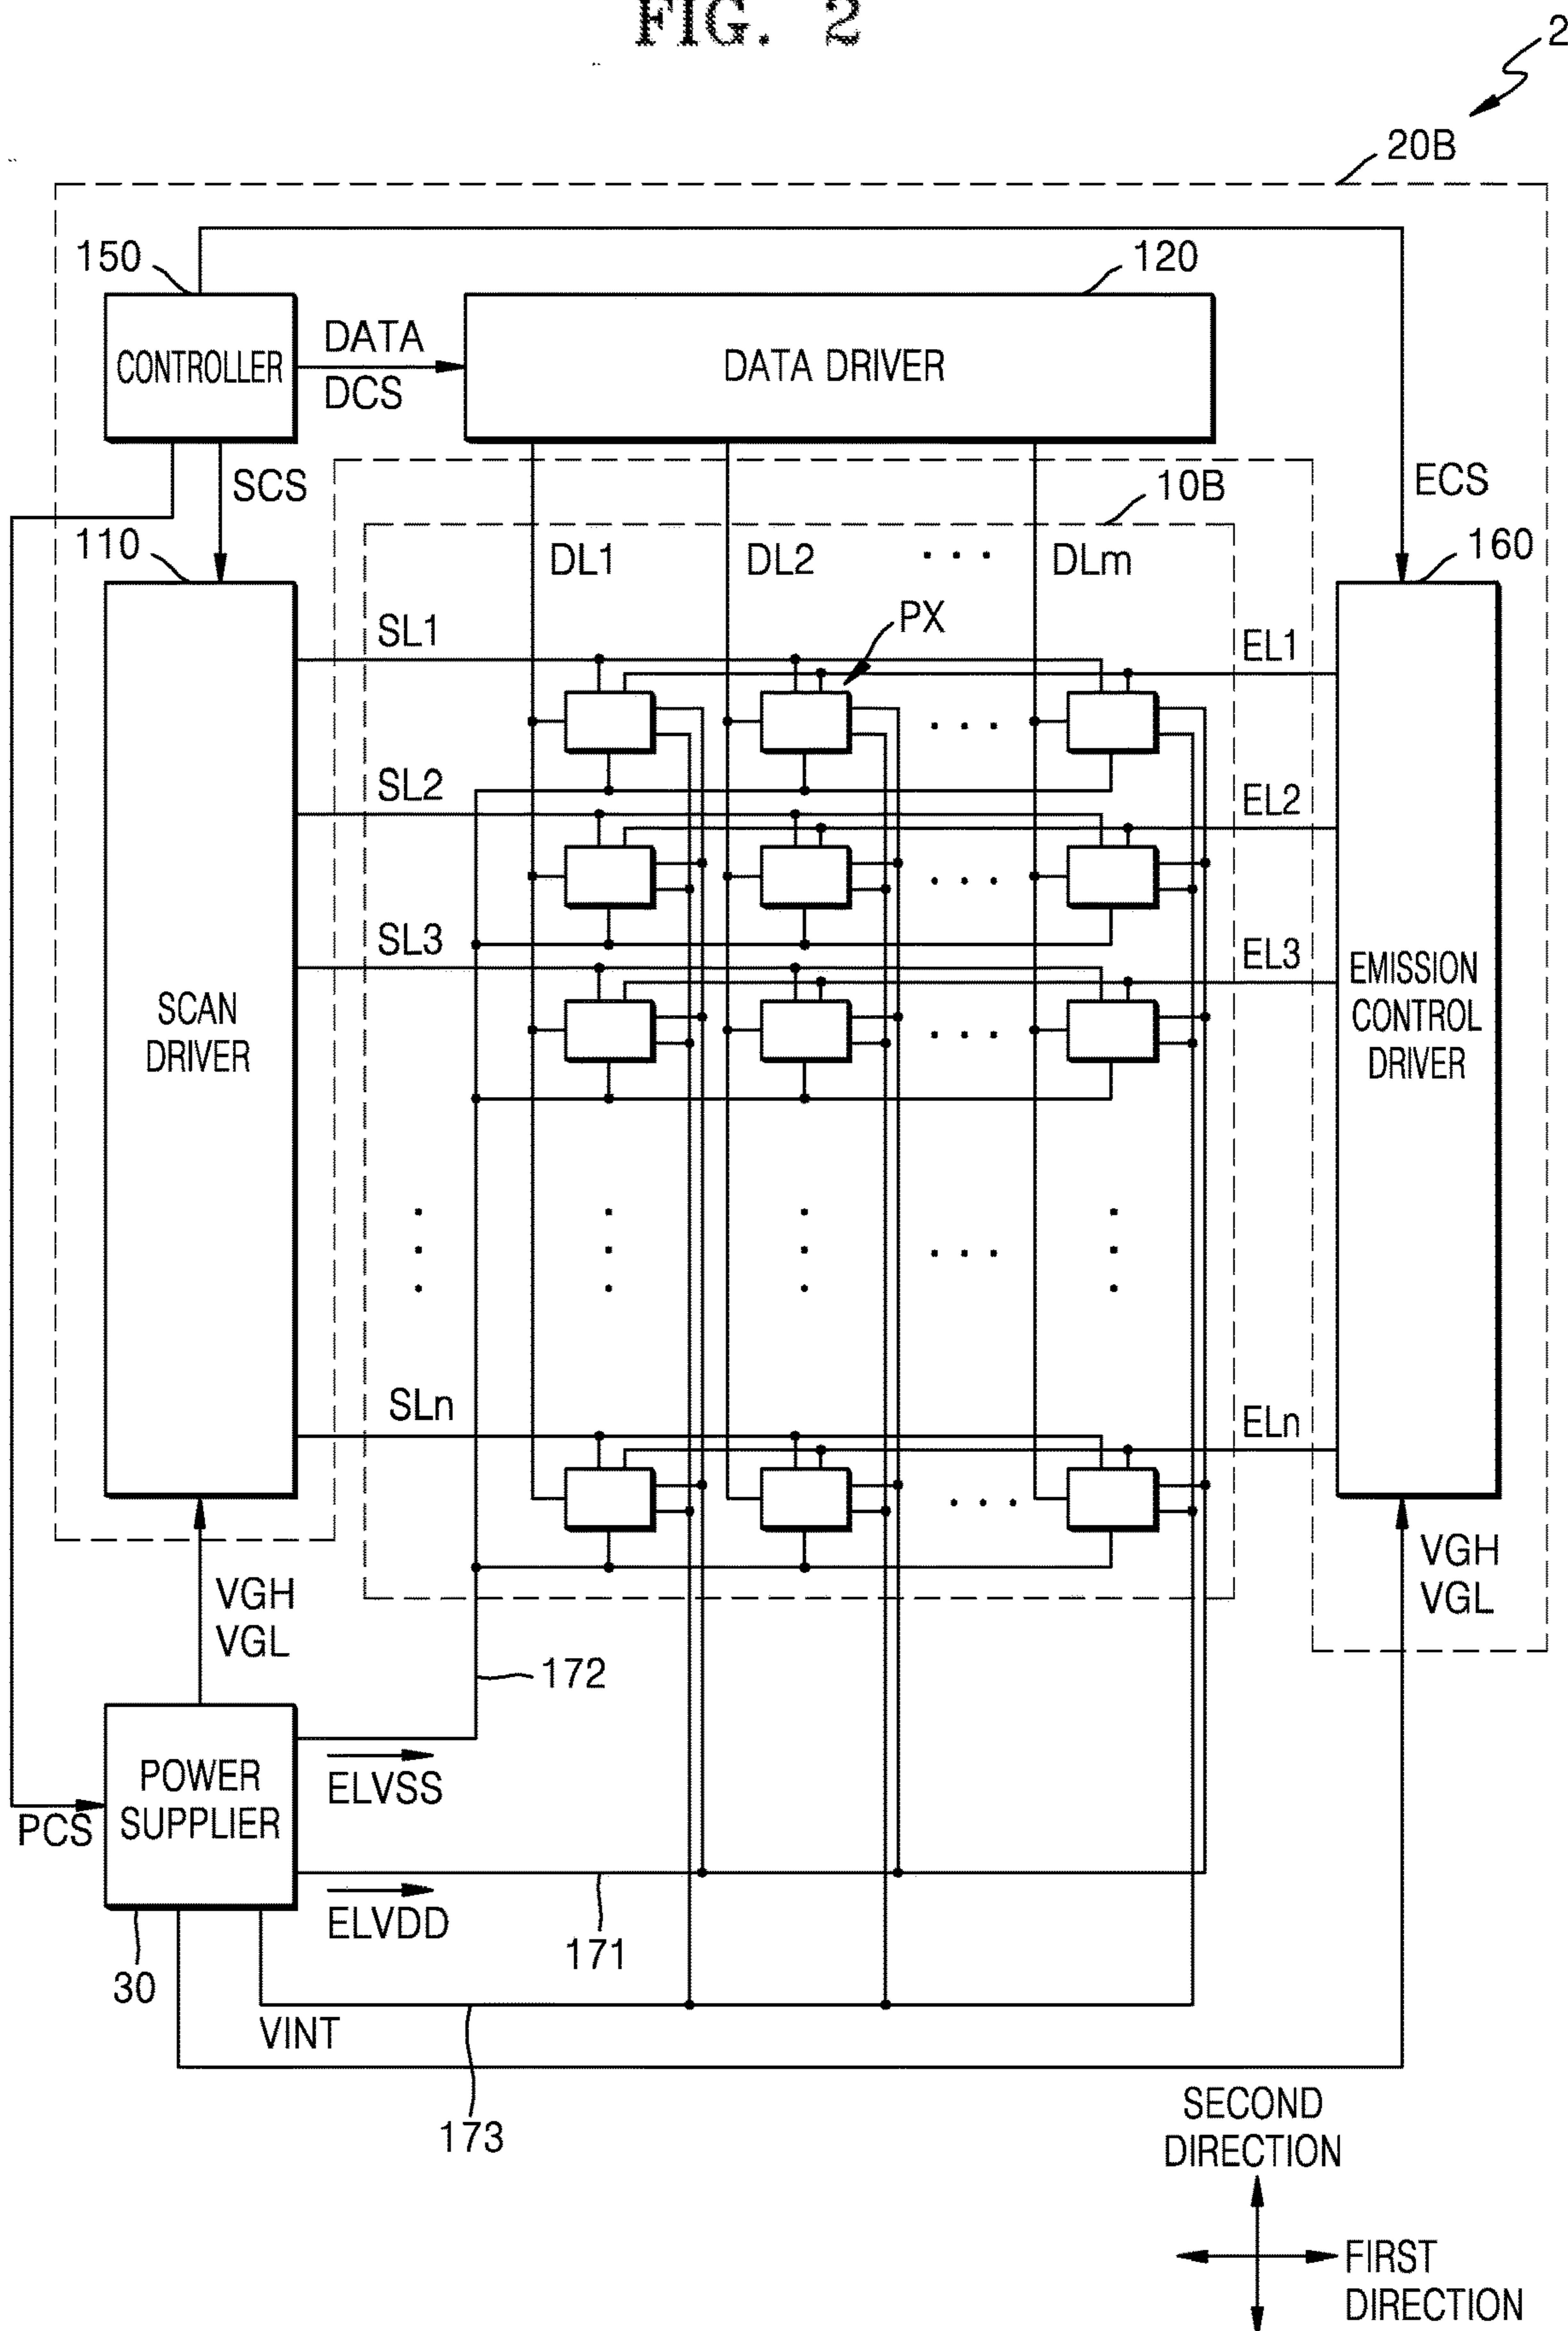 FIG. 2
2
20B
150
120
CONTROLLER
DATA
DCS
DATA DRIVER
SCS
10B
ECS
110
DL1
DL2
. . .
DLm
160
SL1
PX
EL1
. . .
SL2
EL2
. . .
SL3
EL3
. . .
SCAN
DRIVER
EMISSION
CONTROL
DRIVER
. . .
SLn
ELn
. . .
VGH
VGL
VGH
VGL
172
POWER
SUPPLIER
ELVSS
PCS
ELVDD
171
30
VINT
173
SECOND
DIRECTION
FIRST
DIRECTION